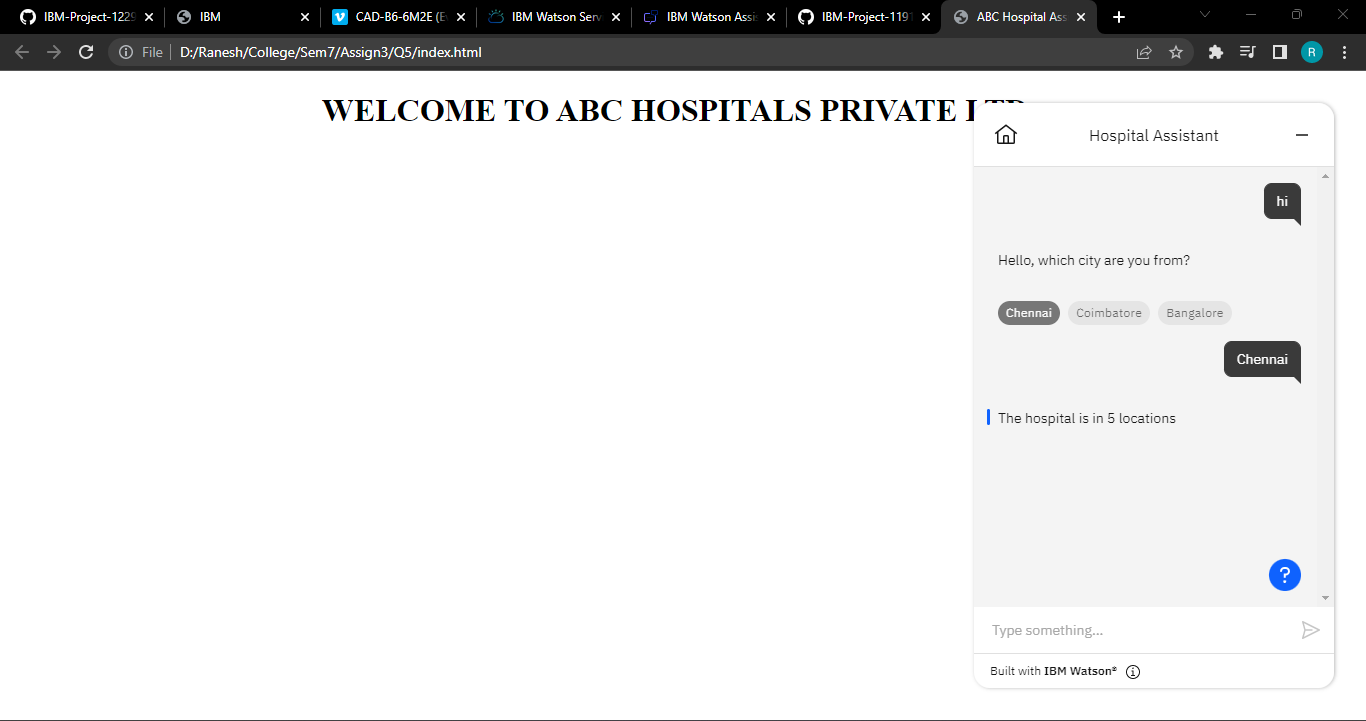 IBM-Project-1229
IBM
CAD-B6-6M2E (E
IBM Watson Serv
IBM Watson Assis
IBM-Project-1191
ABC Hospital Ass
File
D:/Ranesh/College/Sem7/Assign3/Q5/index.html
R
WELCOME TO ABC HOSPITALS PRIVATE LTD
Hospital Assistant
hi
Hello, which city are you from?
Chennai Coimbatore Bangalore
Chennai
The hospital is in 5 locations
?
Type something...
Built with IBM Watson®